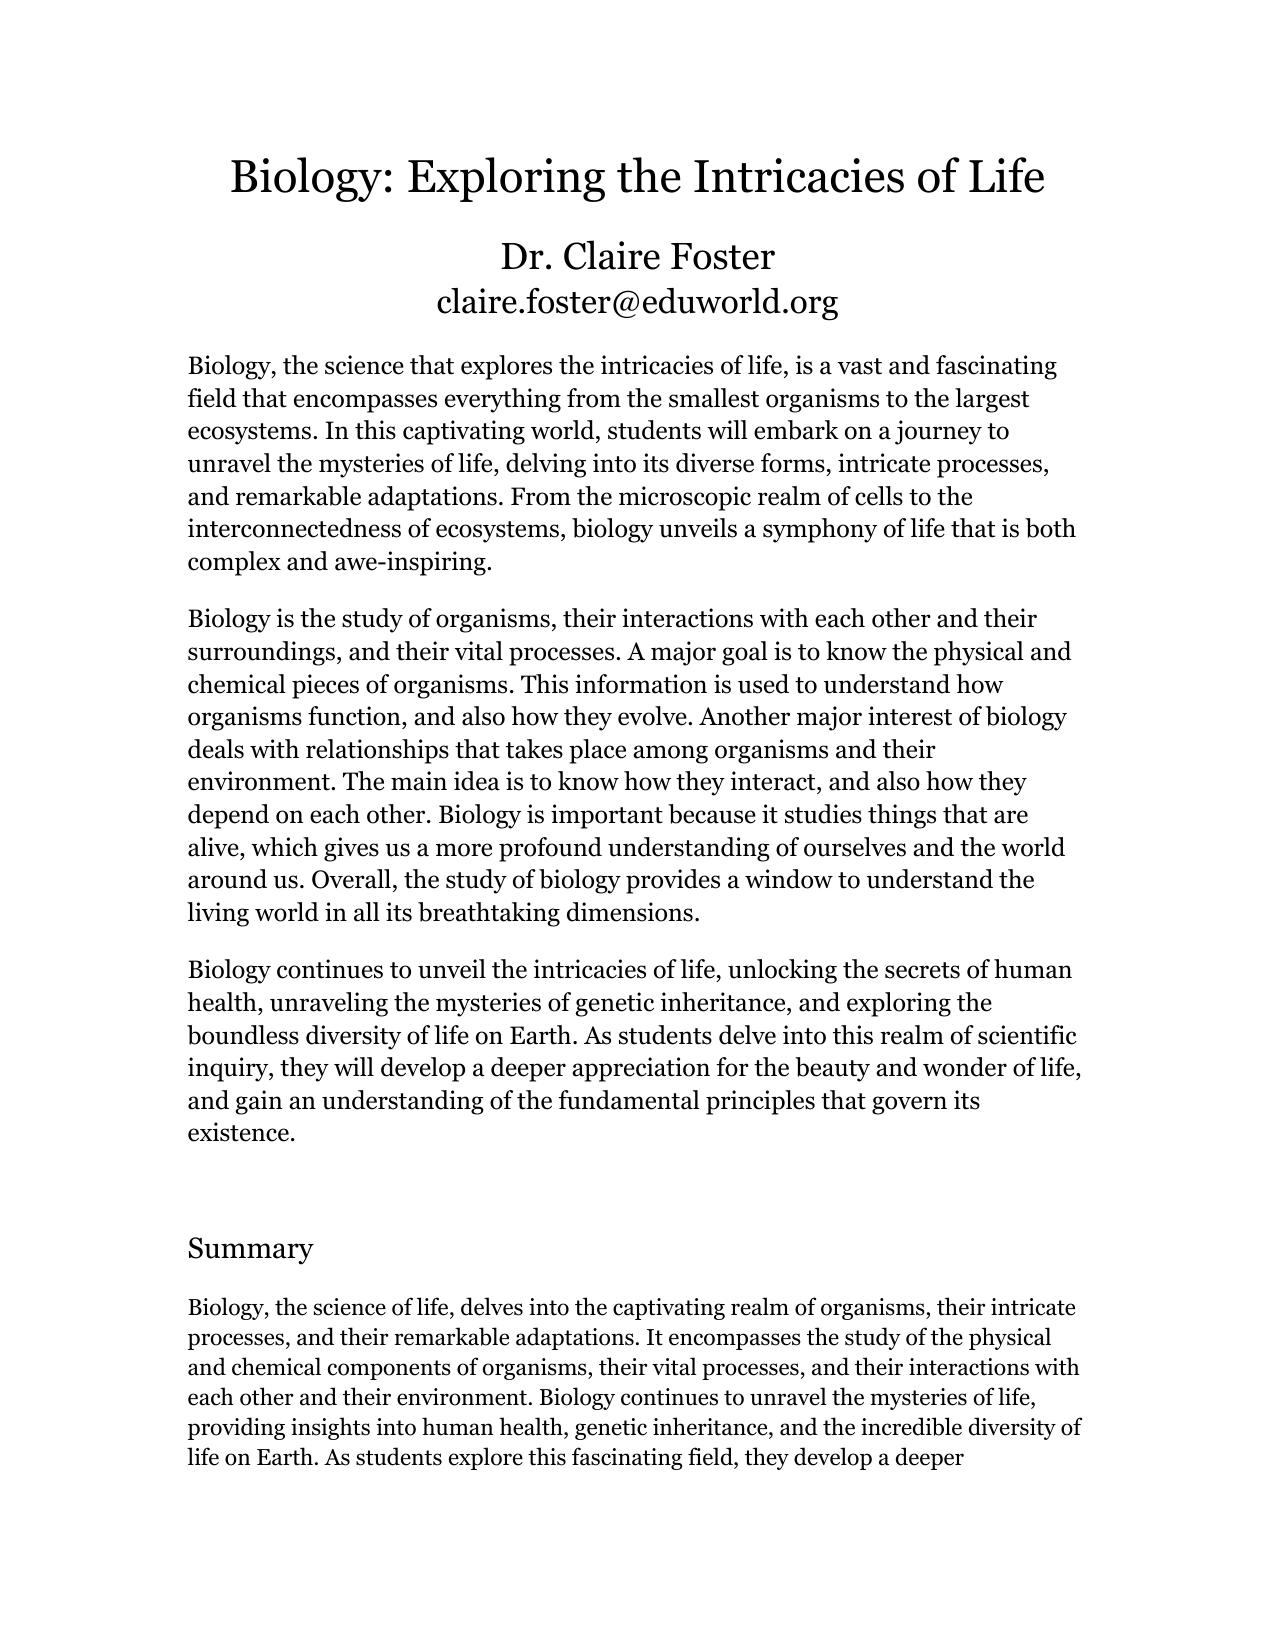 Biology: Exploring the Intricacies of Life
Dr. Claire Foster
claire.foster@eduworld.org
Biology, the science that explores the intricacies of life, is a vast and fascinating
field that encompasses everything from the smallest organisms to the largest
ecosystems. In this captivating world, students will embark on a journey to
unravel the mysteries of life, delving into its diverse forms, intricate processes,
and remarkable adaptations. From the microscopic realm of cells to the
interconnectedness of ecosystems, biology unveils a symphony of life that is both
complex and awe-inspiring.
Biology is the study of organisms, their interactions with each other and their
surroundings, and their vital processes. A major goal is to know the physical and
chemical pieces of organisms. This information is used to understand how
organisms function, and also how they evolve. Another major interest of biology
deals with relationships that takes place among organisms and their
environment. The main idea is to know how they interact, and also how they
depend on each other. Biology is important because it studies things that are
alive, which gives us a more profound understanding of ourselves and the world
around us. Overall, the study of biology provides a window to understand the
living world in all its breathtaking dimensions.
Biology continues to unveil the intricacies of life, unlocking the secrets of human
health, unraveling the mysteries of genetic inheritance, and exploring the
boundless diversity of life on Earth. As students delve into this realm of scientific
inquiry, they will develop a deeper appreciation for the beauty and wonder of life,
and gain an understanding of the fundamental principles that govern its
existence.
Summary
Biology, the science of life, delves into the captivating realm of organisms, their intricate
processes, and their remarkable adaptations. It encompasses the study of the physical
and chemical components of organisms, their vital processes, and their interactions with
each other and their environment. Biology continues to unravel the mysteries of life,
providing insights into human health, genetic inheritance, and the incredible diversity of
life on Earth. As students explore this fascinating field, they develop a deeper